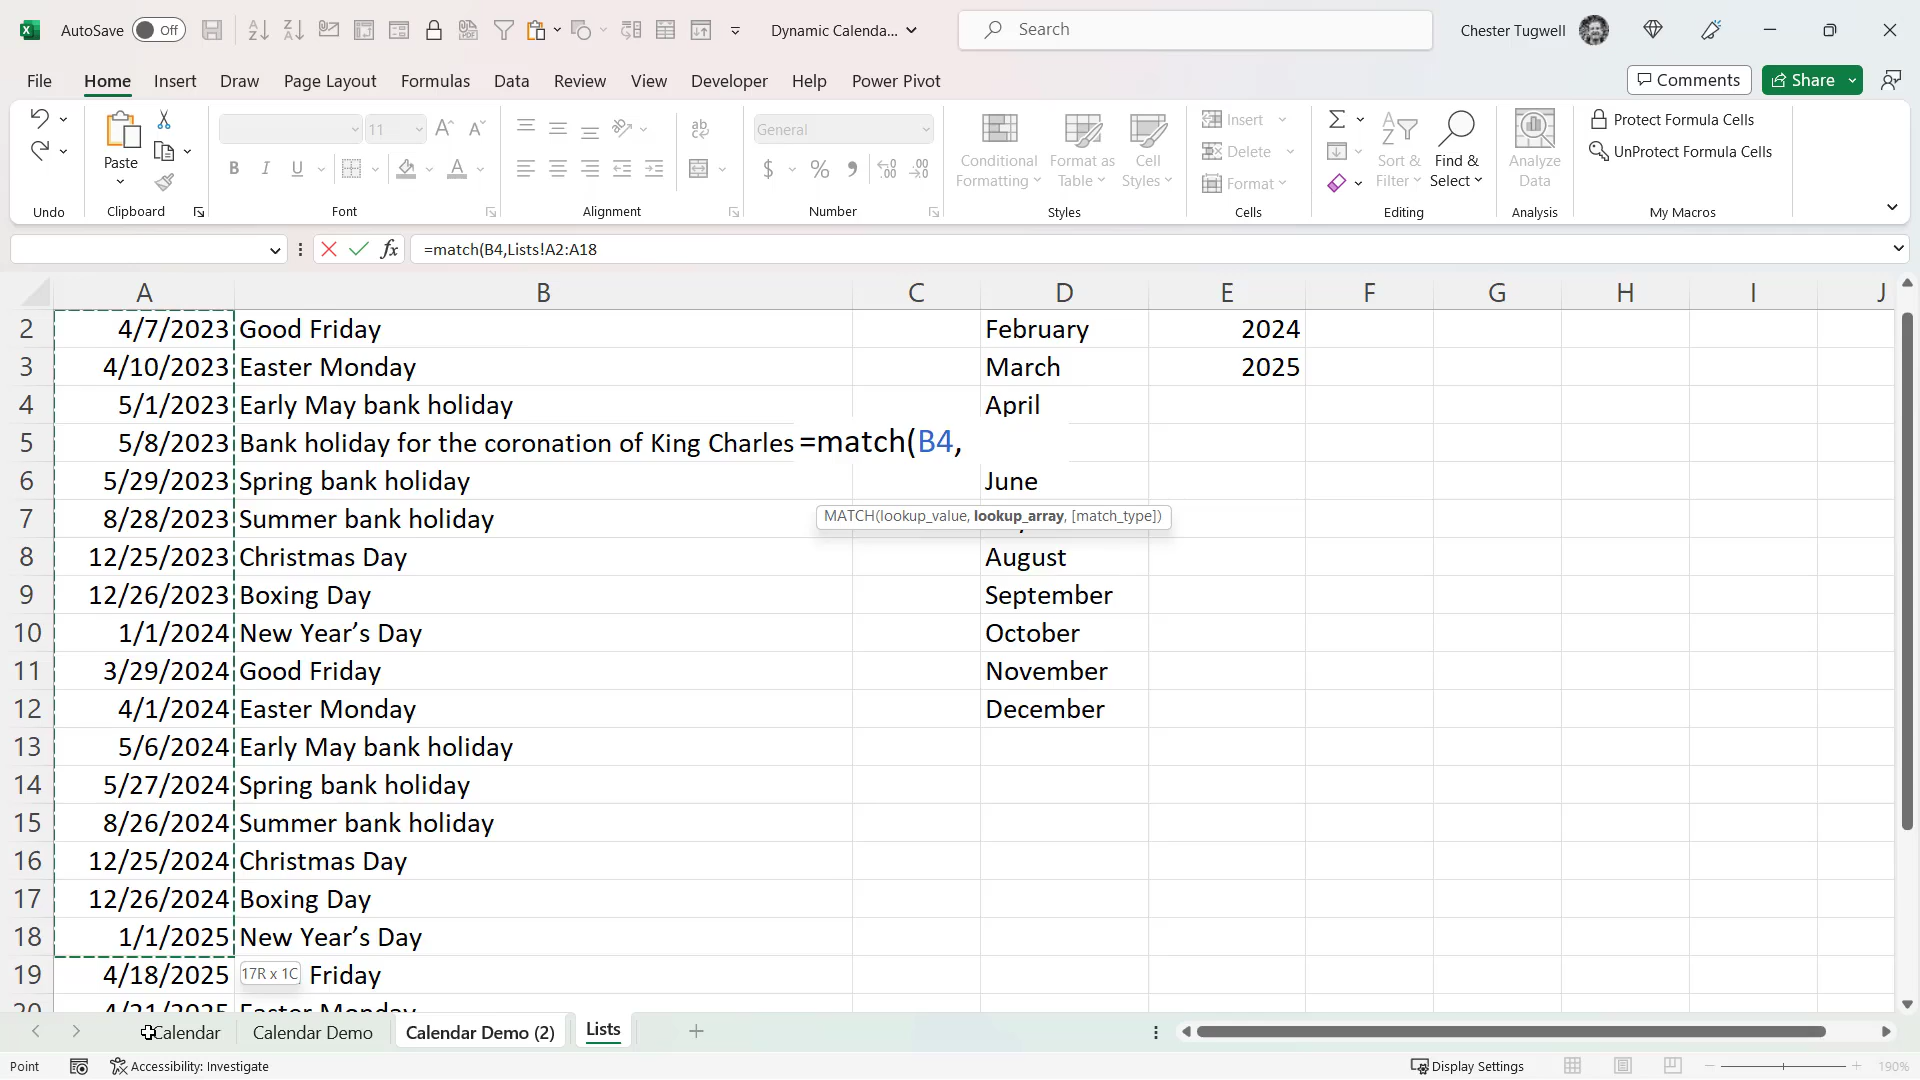 AutoSave Off
Dynamic Calenda...
Search
Chester Tugwell
File Home Insert Draw Page Layout Formulas Data Review View Developer Help Power Pivot
Comments Share
11
General
Paste
B I U
$ % 9
Conditional Formatting
Format as Table
Cell Styles
Insert
Delete
Format
Sort & Filter
Find & Select
Analyze Data
Protect Formula Cells
UnProtect Formula Cells
Undo Clipboard Font Alignment Number Styles Cells Editing Analysis My Macros
fx =match(B4,Lists!A2:A18
A B C D E F G H I J
2 4/7/2023 Good Friday February 2024
3 4/10/2023 Easter Monday March 2025
4 5/1/2023 Early May bank holiday April
5 5/8/2023 Bank holiday for the coronation of King Charles =match(B4,
6 5/29/2023 Spring bank holiday June
7 8/28/2023 Summer bank holiday
MATCH(lookup_value, lookup_array, [match_type])
8 12/25/2023 Christmas Day August
9 12/26/2023 Boxing Day September
10 1/1/2024 New Year’s Day October
11 3/29/2024 Good Friday November
12 4/1/2024 Easter Monday December
13 5/6/2024 Early May bank holiday
14 5/27/2024 Spring bank holiday
15 8/26/2024 Summer bank holiday
16 12/25/2024 Christmas Day
17 12/26/2024 Boxing Day
18 1/1/2025 New Year’s Day
19 4/18/2025 17R x 1C Friday
20 4/21/2025 Easter Monday
Calendar Calendar Demo Calendar Demo (2) Lists
Point Accessibility: Investigate Display Settings 190%